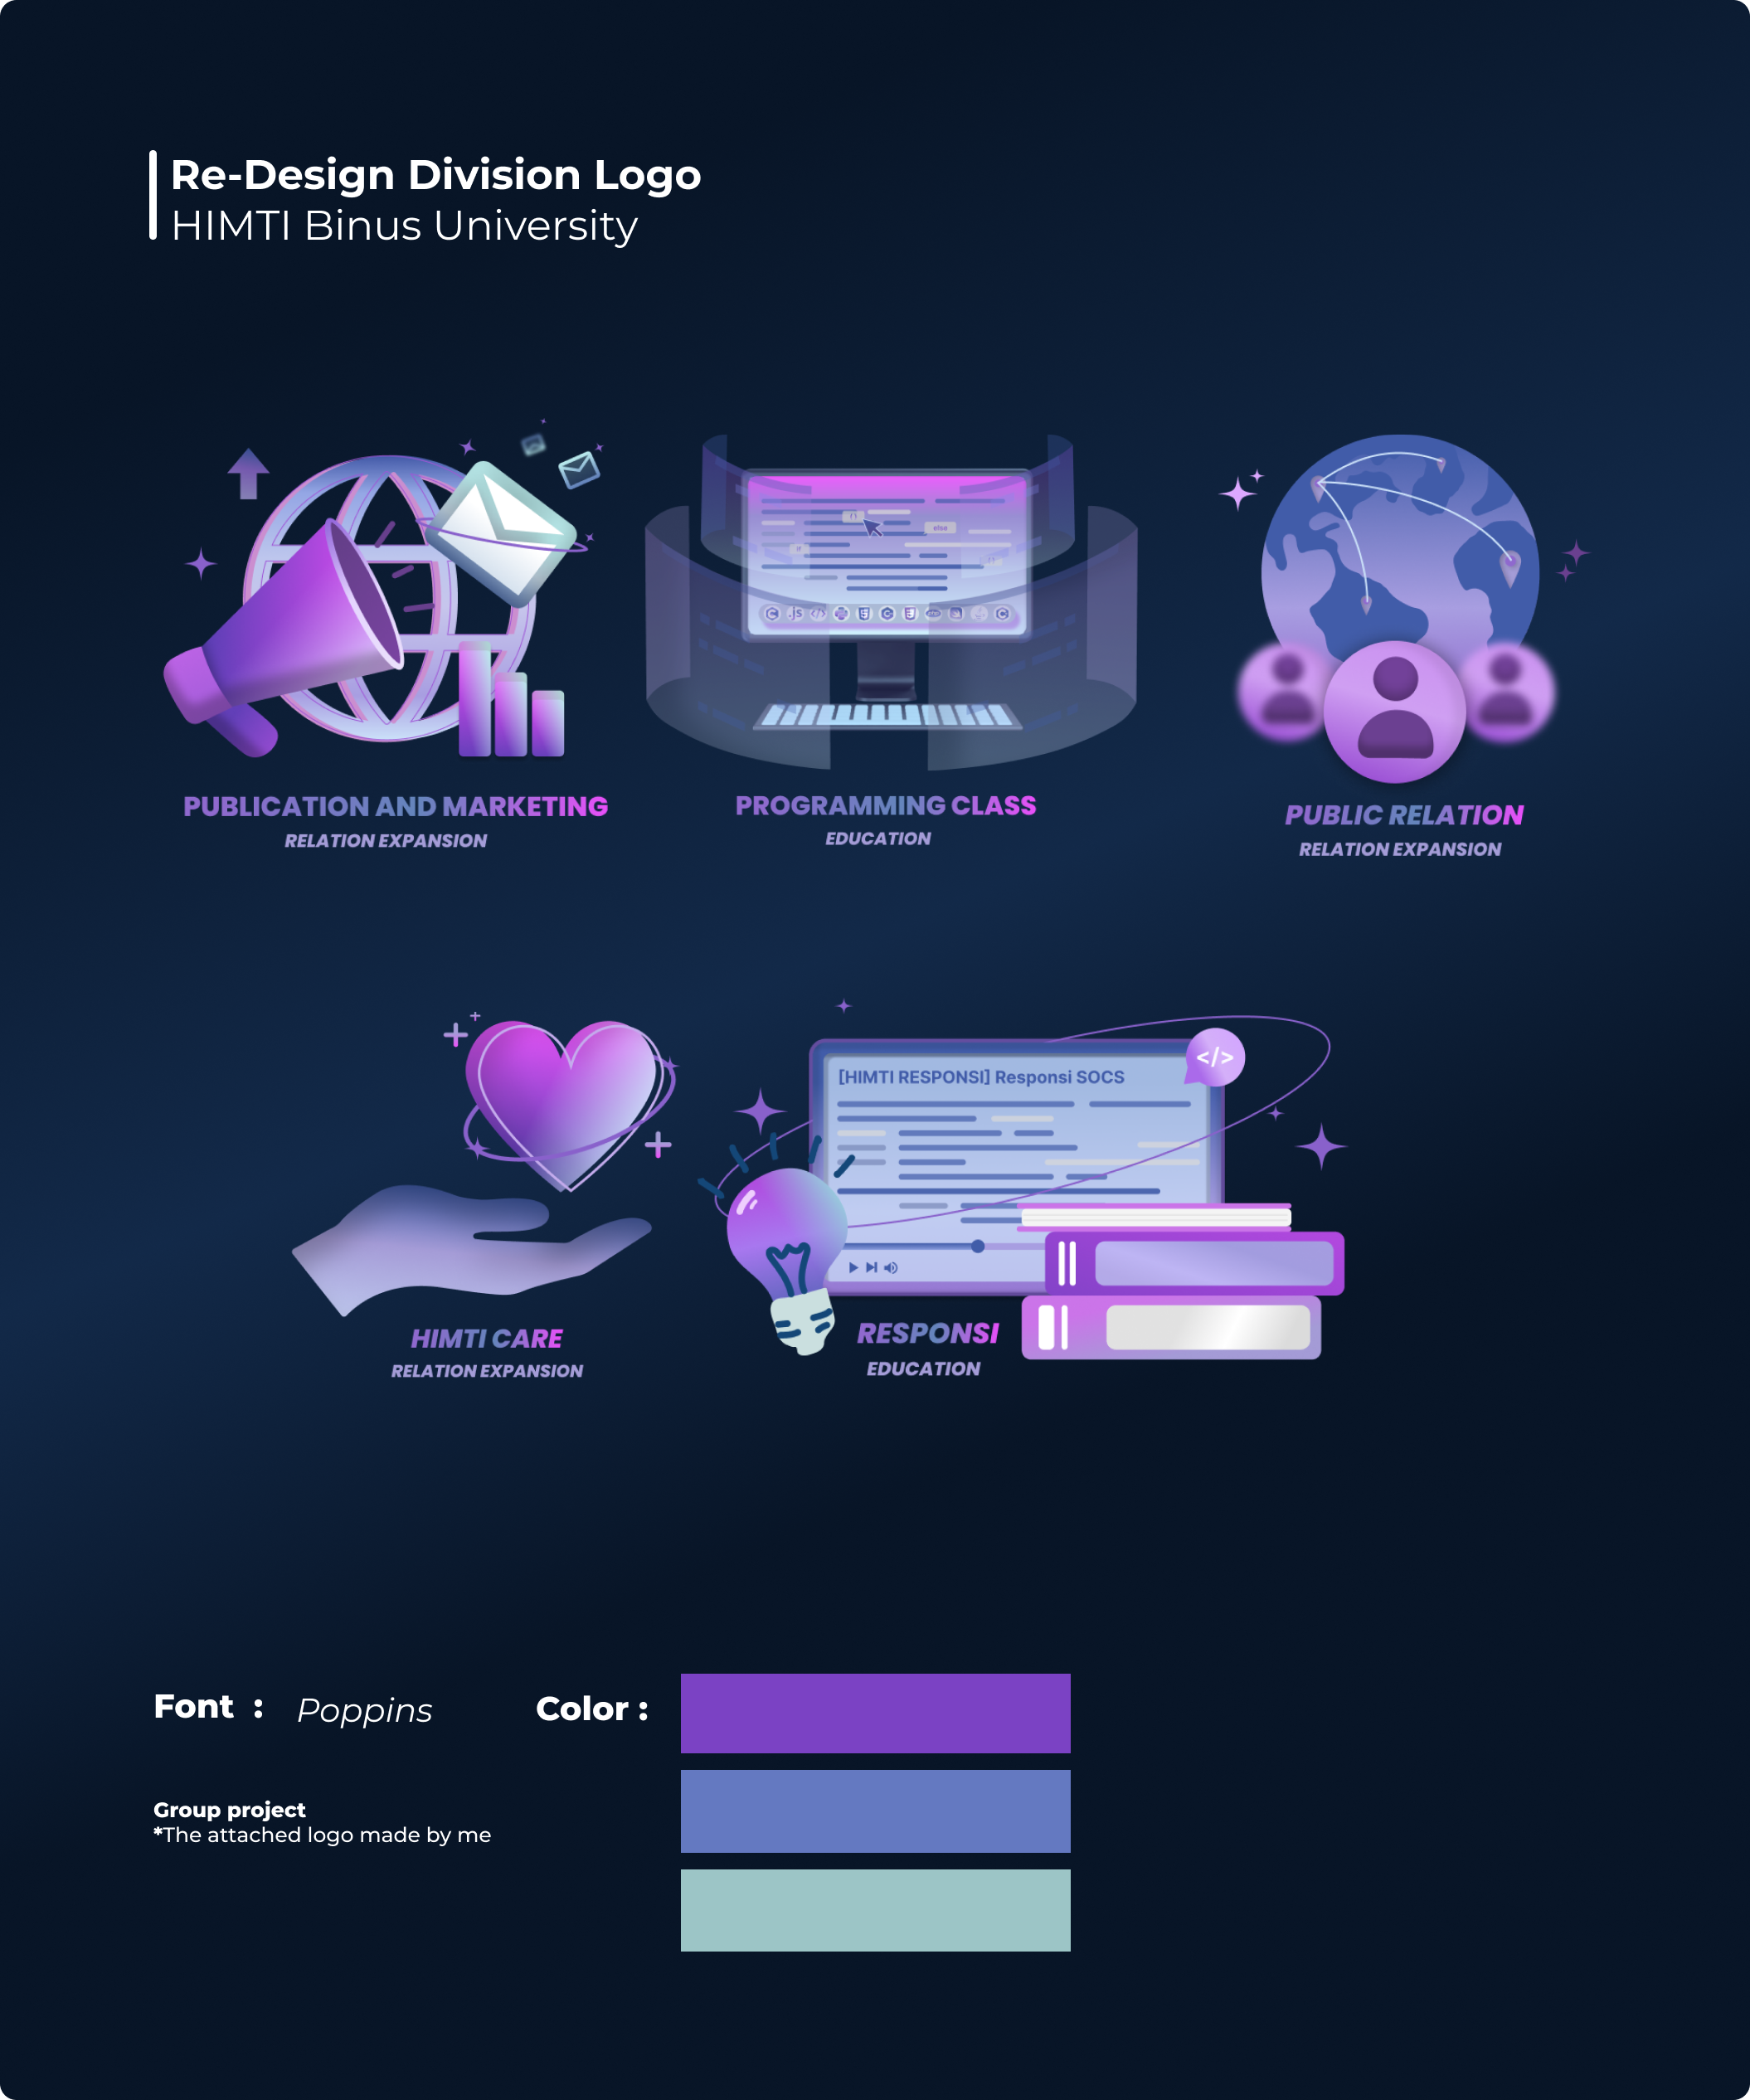 Re-Design Division Logo
HIMTI Binus University
else
JS
</>
PUBLICATION AND MARKETING
RELATION EXPANSION
PROGRAMMING CLASS
EDUCATION
PUBLIC RELATION
RELATION EXPANSION
</>
[HIMTI RESPONSI] Responsi SOCS
HIMTI CARE
RELATION EXPANSION
RESPONSI
EDUCATION
Font :
Poppins
Color :
Group project
*The attached logo made by me